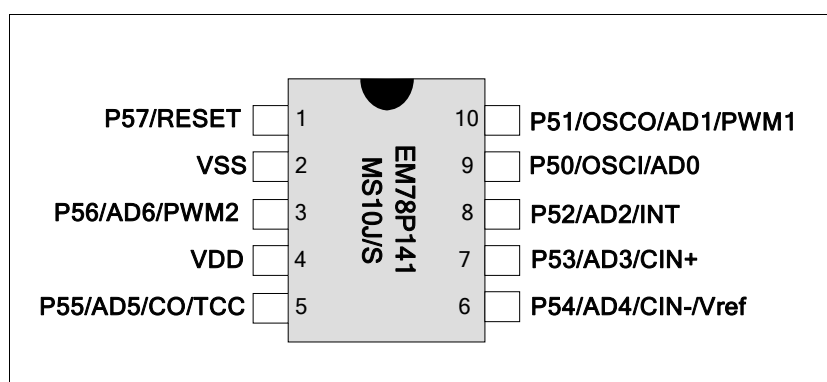 P57/RESET 1 10 P51/OSCO/AD1/PWM1
VSS 2 9 P50/OSCI/AD0
P56/AD6/PWM2 3 8 P52/AD2/INT
VDD 4 7 P53/AD3/CIN+
P55/AD5/CO/TCC 5 6 P54/AD4/CIN-/Vref
EM78P141
MS10J/S